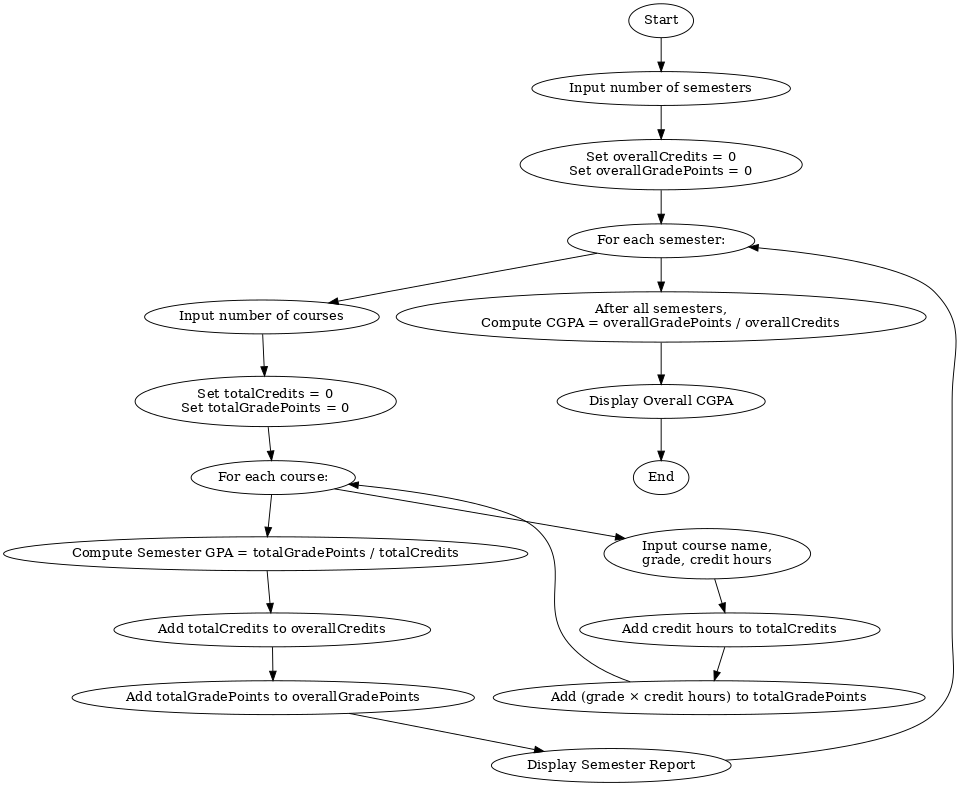 Start
Input number of semesters
Set overallCredits = 0
Set overallGradePoints = 0
For each semester:
Input number of courses
After all semesters,
Compute CGPA = overallGradePoints / overallCredits
Set totalCredits = 0
Set totalGradePoints = 0
Display Overall CGPA
For each course:
End
Compute Semester GPA = totalGradePoints / totalCredits
Input course name,
grade, credit hours
Add totalCredits to overallCredits
Add credit hours to totalCredits
Add totalGradePoints to overallGradePoints
Add (grade × credit hours) to totalGradePoints
Display Semester Report